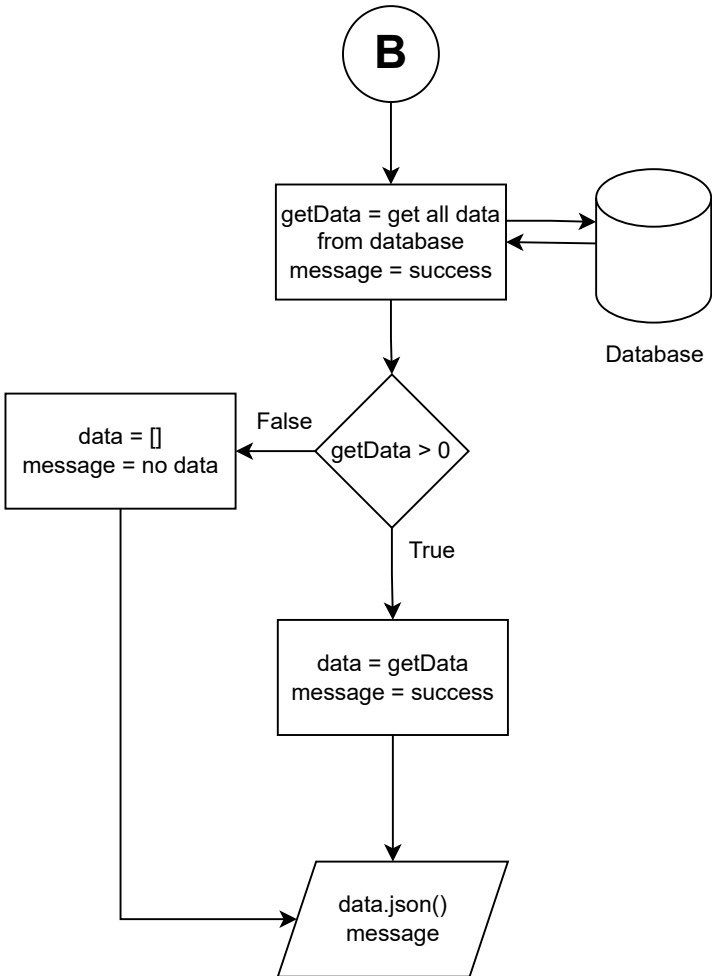 B
getData = get all data
from database
message = success
Database
False
data = []
message = no data
getData > 0
True
data = getData
message = success
data.json()
message